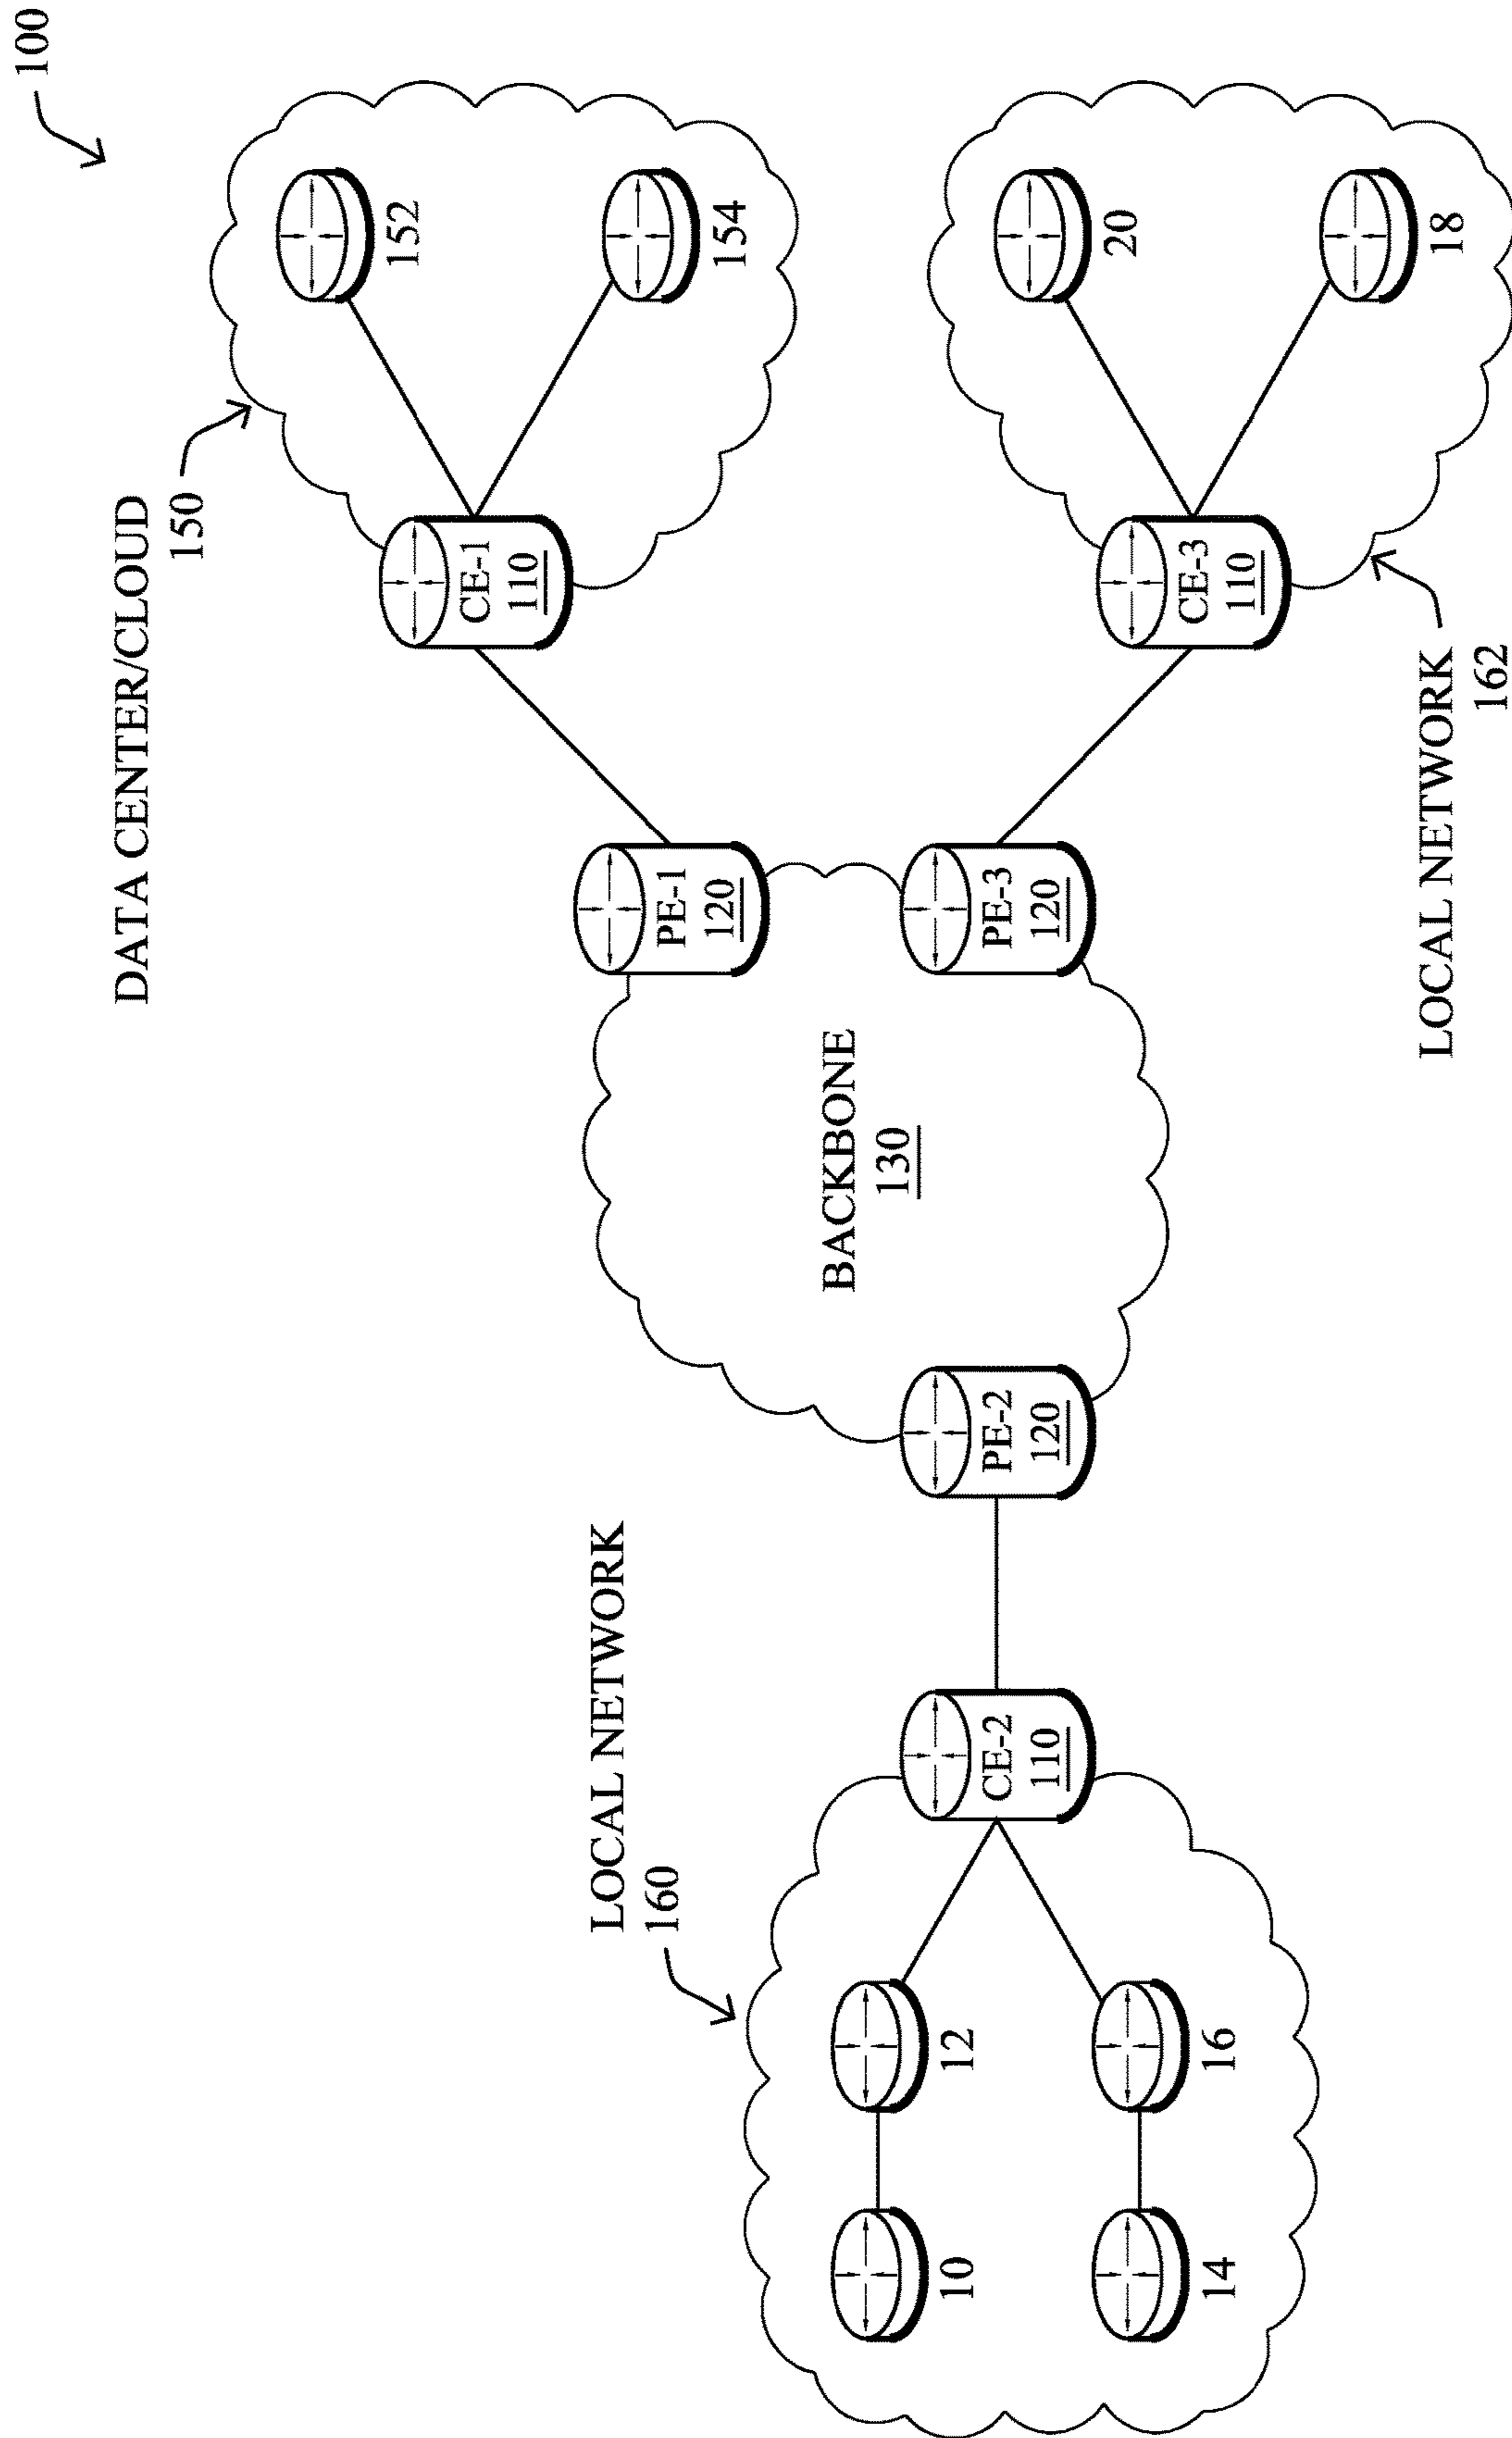 100
DATA CENTER/CLOUD
150
152
CE-1
110
154
PE-1
120
LOCAL NETWORK
160
BACKBONE
130
12
10
CE-2
110
PE-2
120
PE-3
120
20
CE-3
110
16
14
18
LOCAL NETWORK
162